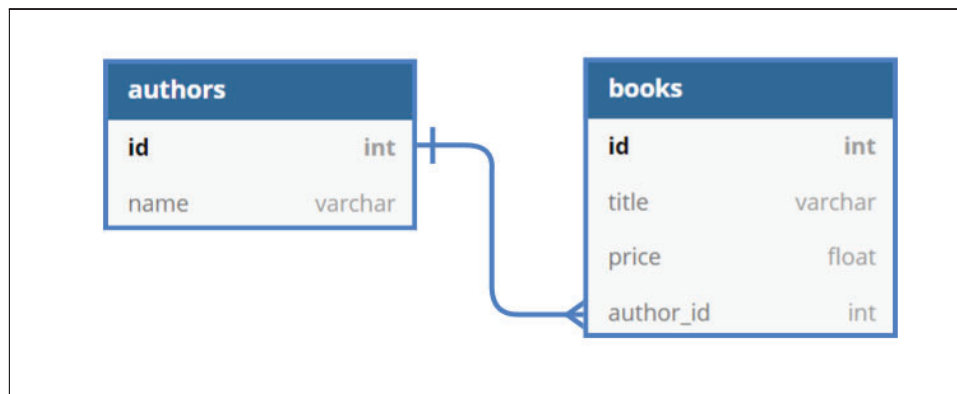 authors
id int
name varchar
books
id int
title varchar
price float
author_id int